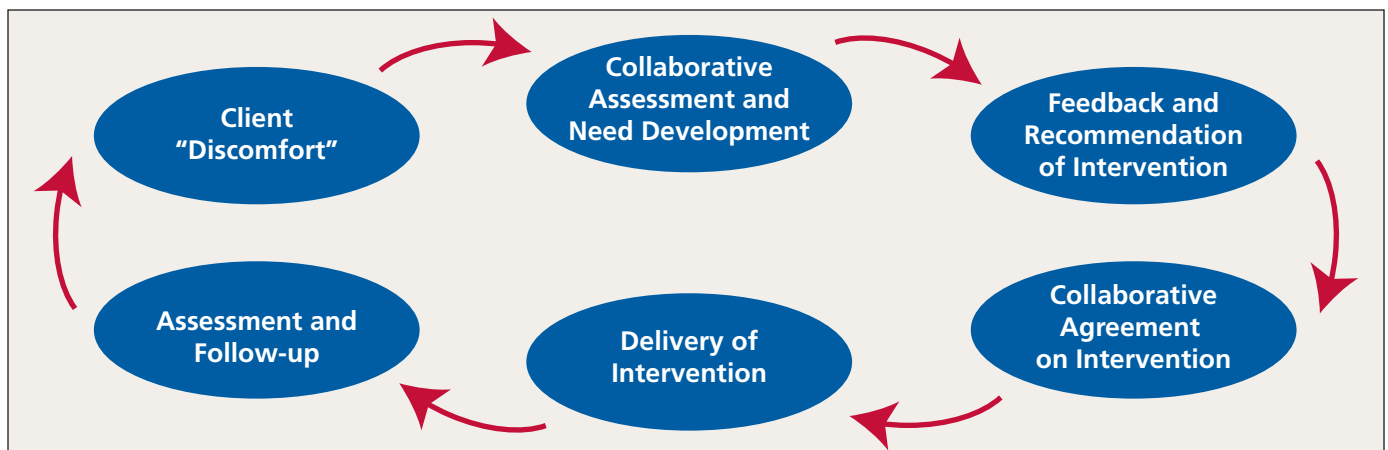 Client
"Discomfort"
Collaborative
Assessment and
Need Development
Feedback and
Recommendation
of Intervention
Collaborative
Agreement
on Intervention
Delivery of
Intervention
Assessment and
Follow-up